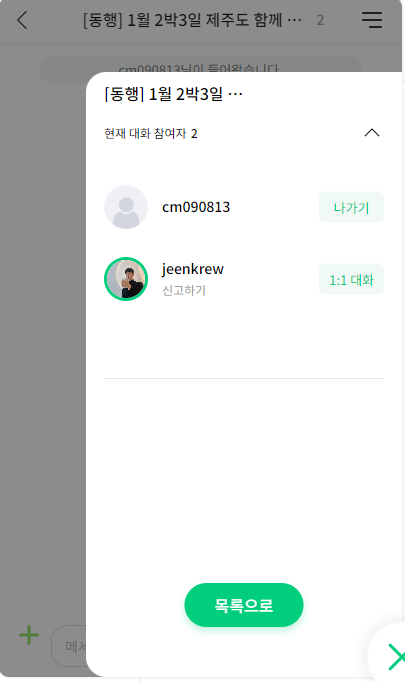 [동행] 1월 2박3일 제주도 함께 … 2
cm090813님이 들어왔습니다
[동행] 1월 2박3일 …
현재 대화 참여자 2
cm090813
나가기
jeenkrew
신고하기
1:1 대화
목록으로